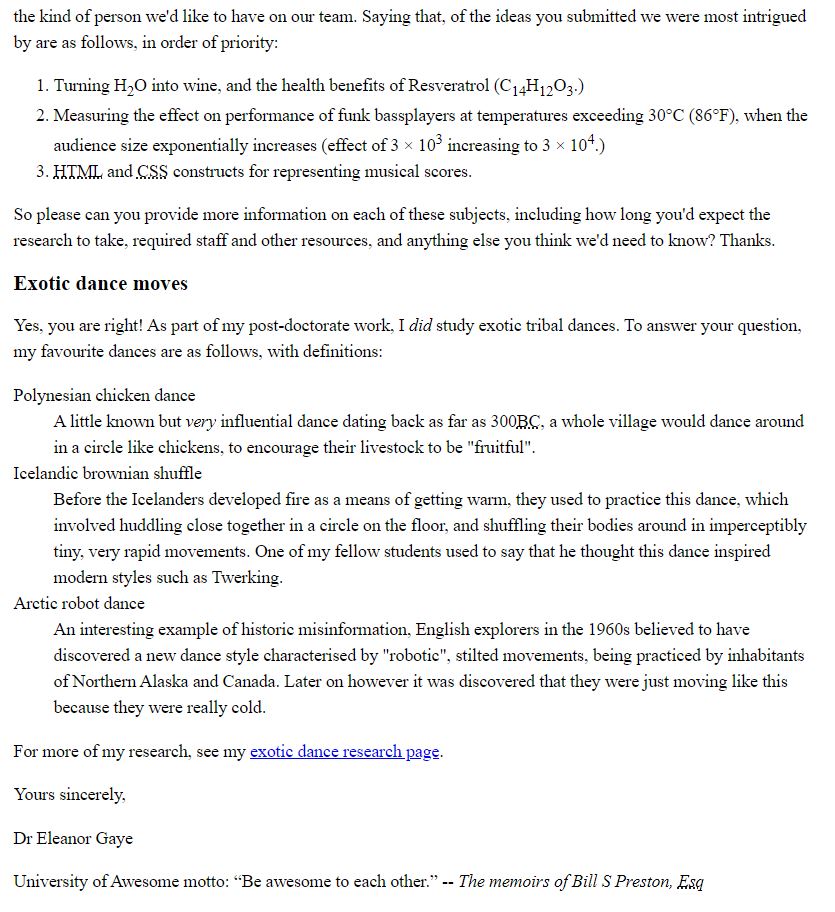 the kind of person we'd like to have on our team. Saying that, of the ideas you submitted we were most intrigued
by are as follows, in order of priority:
1. Turning H₂O into wine, and the health benefits of Resveratrol (C₁₄H₁₂O₃.)
2. Measuring the effect on performance of funk bassplayers at temperatures exceeding 30°C (86°F), when the
audience size exponentially increases (effect of 3 × 10³ increasing to 3 × 10⁴.)
3. HTML and CSS constructs for representing musical scores.
So please can you provide more information on each of these subjects, including how long you'd expect the
research to take, required staff and other resources, and anything else you think we'd need to know? Thanks.
Exotic dance moves
Yes, you are right! As part of my post-doctorate work, I did study exotic tribal dances. To answer your question,
my favourite dances are as follows, with definitions:
Polynesian chicken dance
A little known but very influential dance dating back as far as 300BC, a whole village would dance around
in a circle like chickens, to encourage their livestock to be "fruitful".
Icelandic brownian shuffle
Before the Icelanders developed fire as a means of getting warm, they used to practice this dance, which
involved huddling close together in a circle on the floor, and shuffling their bodies around in imperceptibly
tiny, very rapid movements. One of my fellow students used to say that he thought this dance inspired
modern styles such as Twerking.
Arctic robot dance
An interesting example of historic misinformation, English explorers in the 1960s believed to have
discovered a new dance style characterised by "robotic", stilted movements, being practiced by inhabitants
of Northern Alaska and Canada. Later on however it was discovered that they were just moving like this
because they were really cold.
For more of my research, see my exotic dance research page.
Yours sincerely,
Dr Eleanor Gaye
University of Awesome motto: “Be awesome to each other.” -- The memoirs of Bill S Preston, Esq